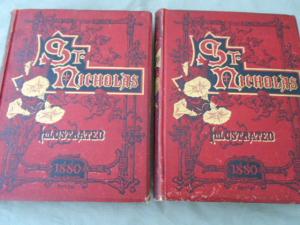 St.
Nicholas
Illustrated
1880
St.
Nicholas
Illustrated
1880